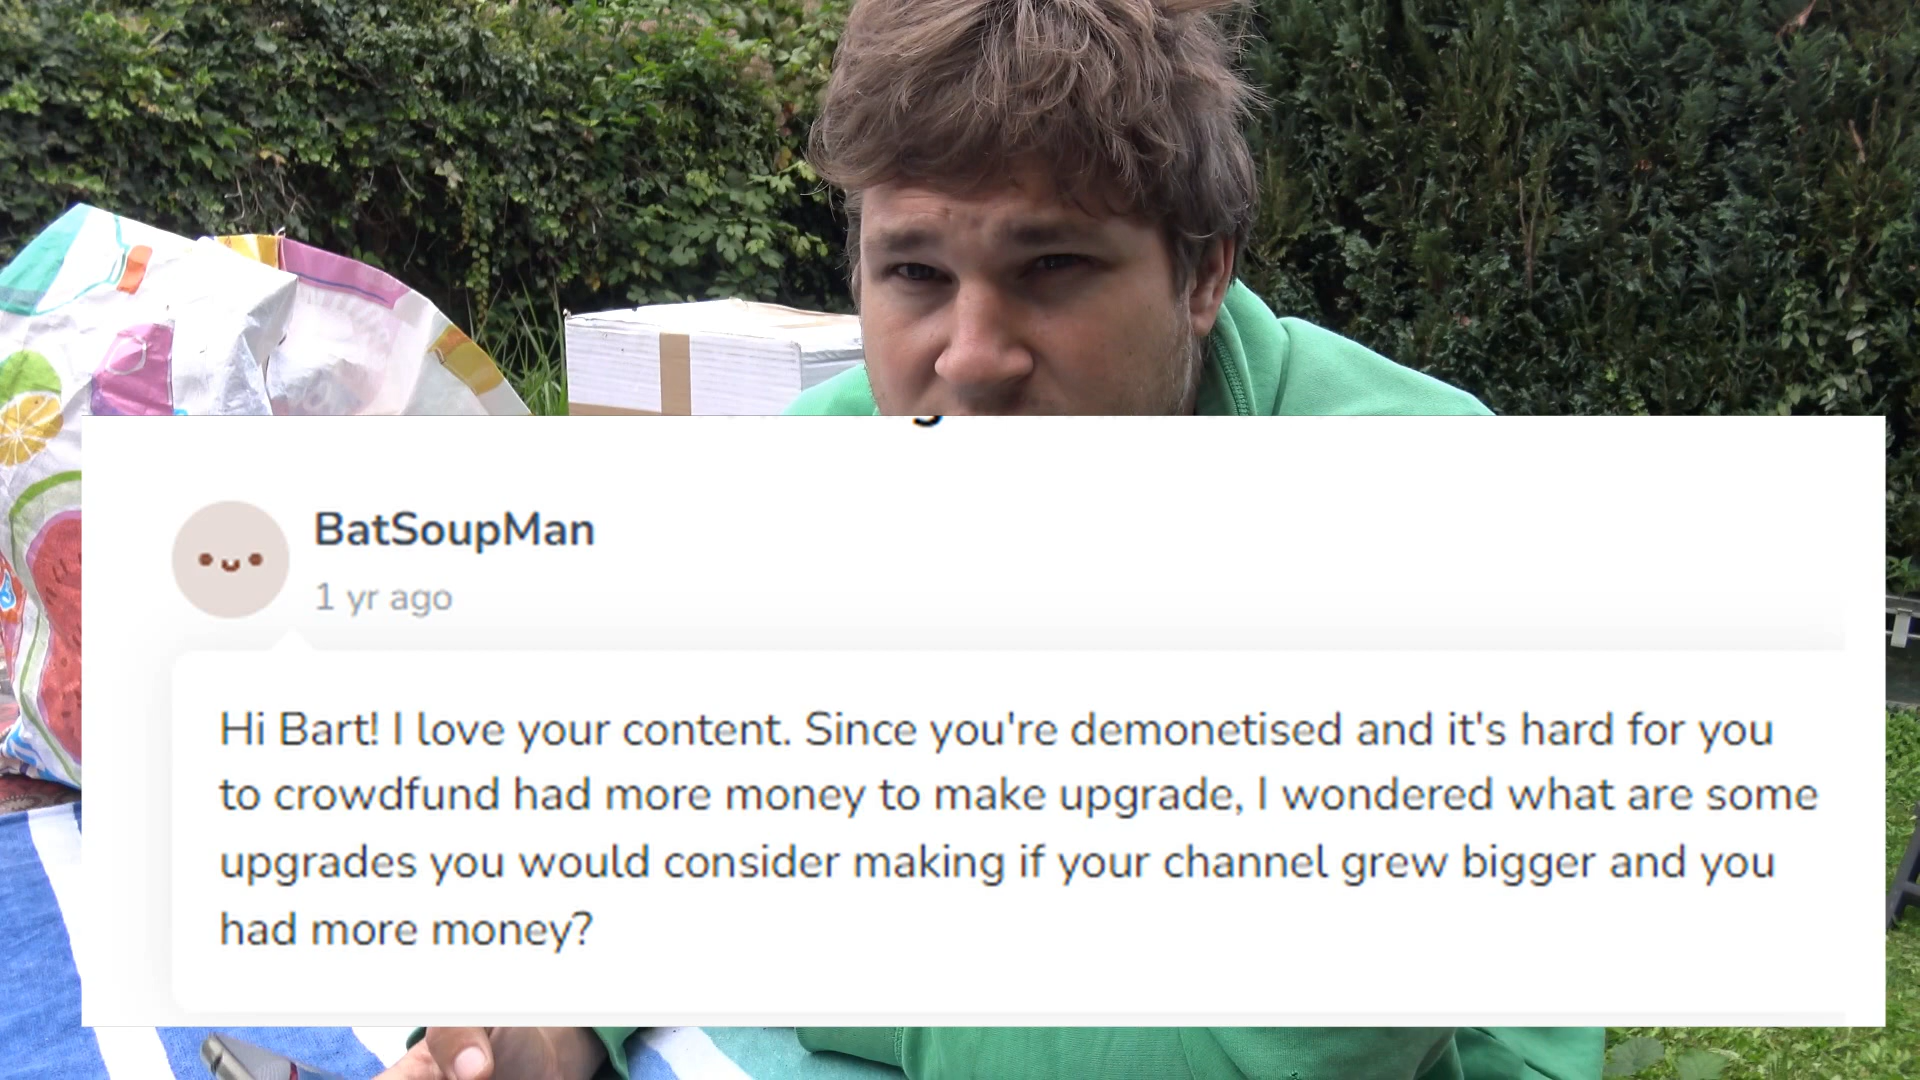 BatSoupMan
1 yr ago
Hi Bart! I love your content. Since you're demonetised and it's hard for you
to crowdfund had more money to make upgrade, I wondered what are some
upgrades you would consider making if your channel grew bigger and you
had more money?